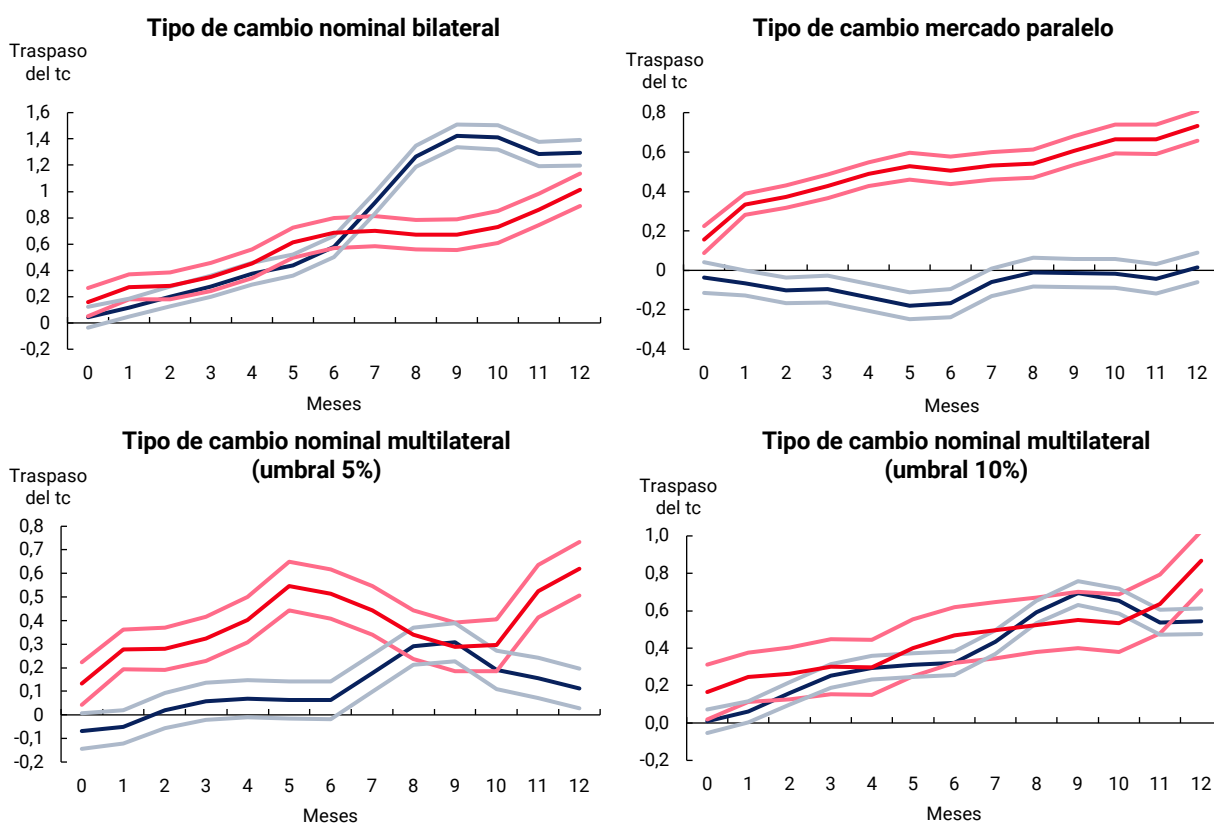 Tipo de cambio nominal bilateral
Traspaso
del tc
1,6
1,4
1,2
1,0
0,8
0,6
0,4
0,2
0
-0,2
0 1 2 3 4 5 6 7 8 9 10 11 12
Meses
Tipo de cambio mercado paralelo
Traspaso
del tc
0,8
0,6
0,4
0,2
0
-0,2
-0,4
0 1 2 3 4 5 6 7 8 9 10 11 12
Meses
Tipo de cambio nominal multilateral
(umbral 5%)
Traspaso
del tc
0,8
0,7
0,6
0,5
0,4
0,3
0,2
0,1
0
-0,1
-0,2
0 1 2 3 4 5 6 7 8 9 10 11 12
Meses
Tipo de cambio nominal multilateral
(umbral 10%)
Traspaso
del tc
1,0
0,8
0,6
0,4
0,2
0,0
-0,2
0 1 2 3 4 5 6 7 8 9 10 11 12
Meses